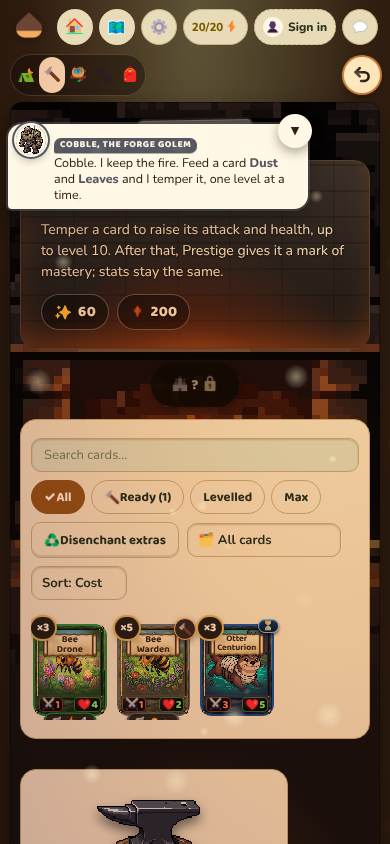 20/20
Sign in
COBBLE, THE FORGE GOLEM
Cobble. I keep the fire. Feed a card Dust
and Leaves and I temper it, one level at a
time.
Temper a card to raise its attack and health, up
to level 10. After that, Prestige gives it a mark of
mastery; stats stay the same.
60
200
?
Search cards...
All
Ready (1)
Levelled
Max
Disenchant extras
All cards
Sort: Cost
×3
Bee
Drone
1
4
×5
Bee
Warden
1
2
×3
Otter
Centurion
3
5